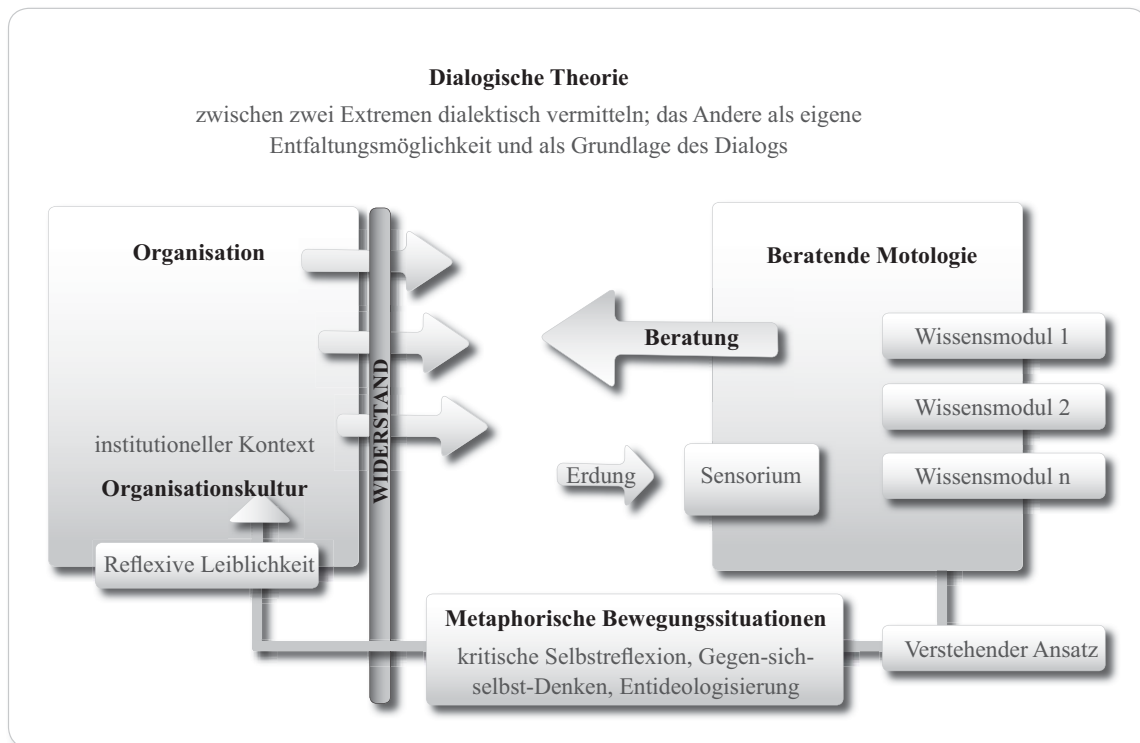 Dialogische Theorie
zwischen zwei Extremen dialektisch vermitteln; das Andere als eigene
Entfaltungsmöglichkeit und als Grundlage des Dialogs
Organisation
institutioneller Kontext
Organisationskultur
Reflexive Leiblichkeit
WIDERSTAND
Beratung
Erdung
Beratende Motologie
Wissensmodul 1
Wissensmodul 2
Wissensmodul n
Sensorium
Metaphorische Bewegungssituationen
kritische Selbstreflexion, Gegen-sich-
selbst-Denken, Entideologisierung
Verstehender Ansatz